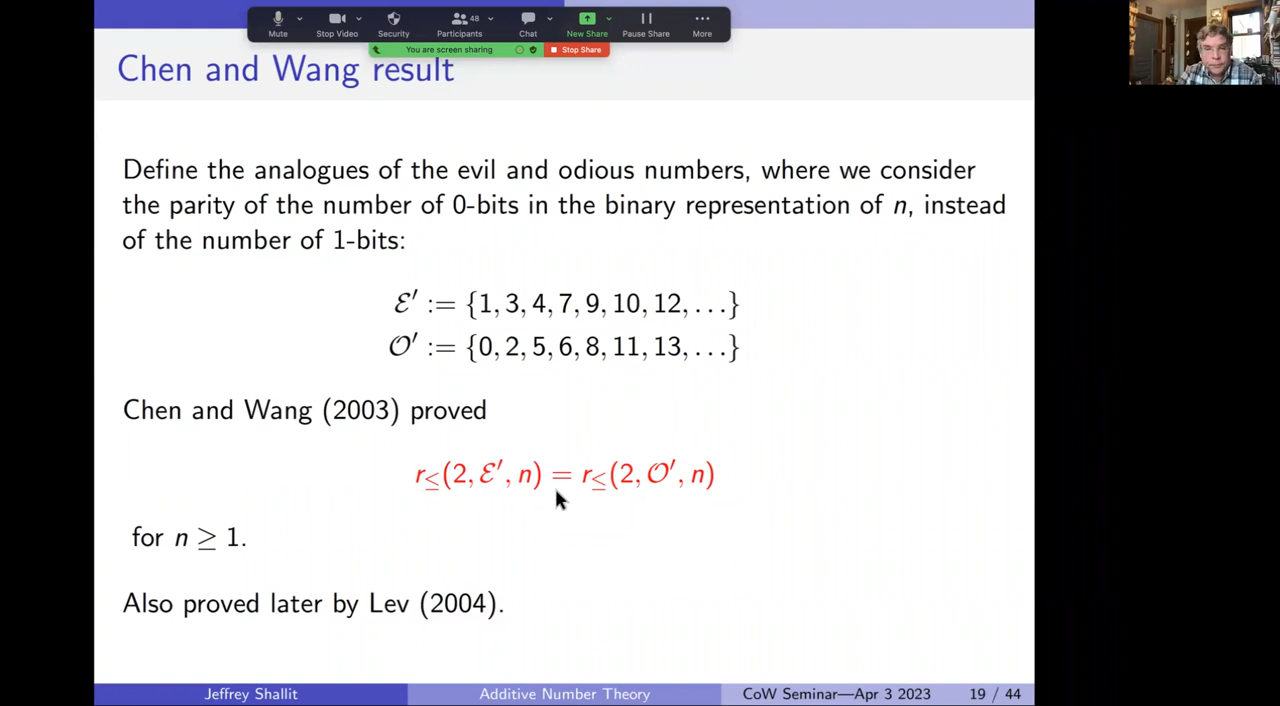 Mute
Stop Video
Security
Participants
48
Chat
New Share
Pause Share
More
You are screen sharing
Stop Share
Chen and Wang result
Define the analogues of the evil and odious numbers, where we consider
the parity of the number of 0-bits in the binary representation of n, instead
of the number of 1-bits:
ℰ′ := {1, 3, 4, 7, 9, 10, 12, . . .}
𝒪′ := {0, 2, 5, 6, 8, 11, 13, . . .}
Chen and Wang (2003) proved
r≤(2, ℰ′, n) = r≤(2, 𝒪′, n)
for n ≥ 1.
Also proved later by Lev (2004).
Jeffrey Shallit
Additive Number Theory
CoW Seminar—Apr 3 2023
19 / 44